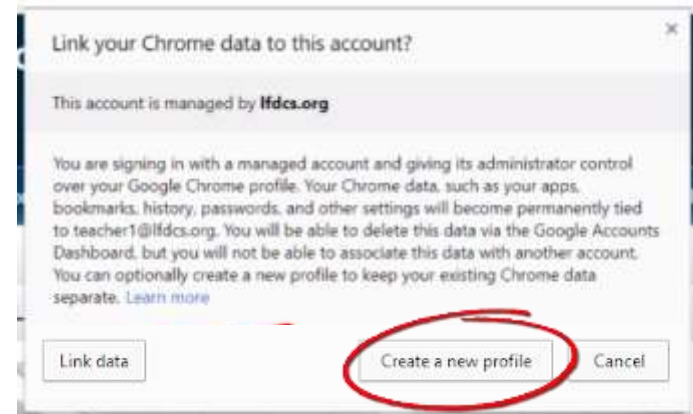 Link your Chrome data to this account?
This account is managed by lfdcs.org
You are signing in with a managed account and giving its administrator control
over your Google Chrome profile. Your Chrome data, such as your apps,
bookmarks, history, passwords, and other settings will become permanently tied
to teacher1@lfdcs.org. You will be able to delete this data via the Google Accounts
Dashboard, but you will not be able to associate this data with another account.
You can optionally create a new profile to keep your existing Chrome data
separate. Learn more
Link data Create a new profile Cancel